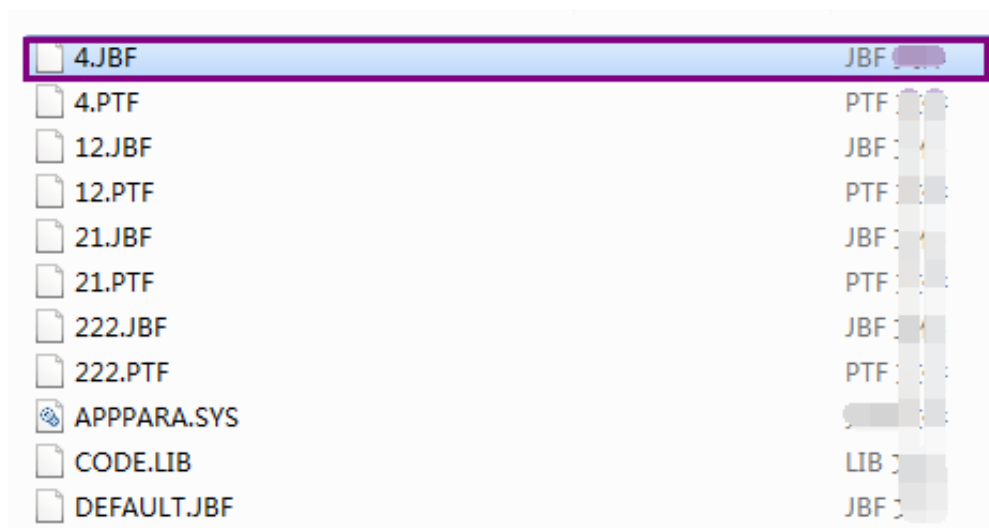 4.JBF JBF
4.PTF PTF
12.JBF JBF
12.PTF PTF
21.JBF JBF
21.PTF PTF
222.JBF JBF
222.PTF PTF
APPPARA.SYS
CODE.LIB LIB
DEFAULT.JBF JBF